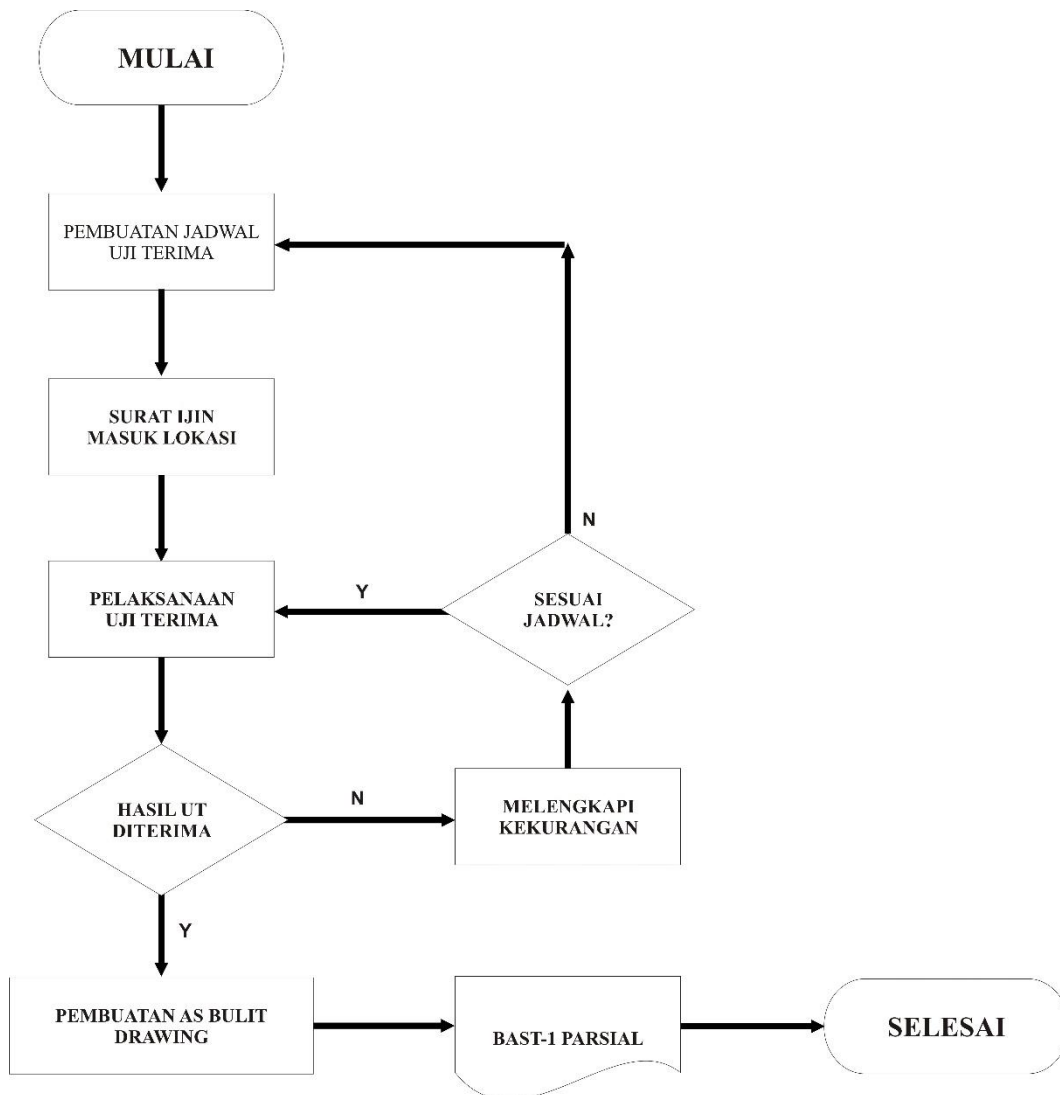 MULAI
PEMBUATAN JADWAL
UJI TERIMA
SURAT IJIN
MASUK LOKASI
N
PELAKSANAAN
UJI TERIMA
Y
SESUAI
JADWAL?
HASIL UT
DITERIMA
N
MELENGKAPI
KEKURANGAN
Y
PEMBUATAN AS BULIT
DRAWING
BAST-1 PARSIAL
SELESAI